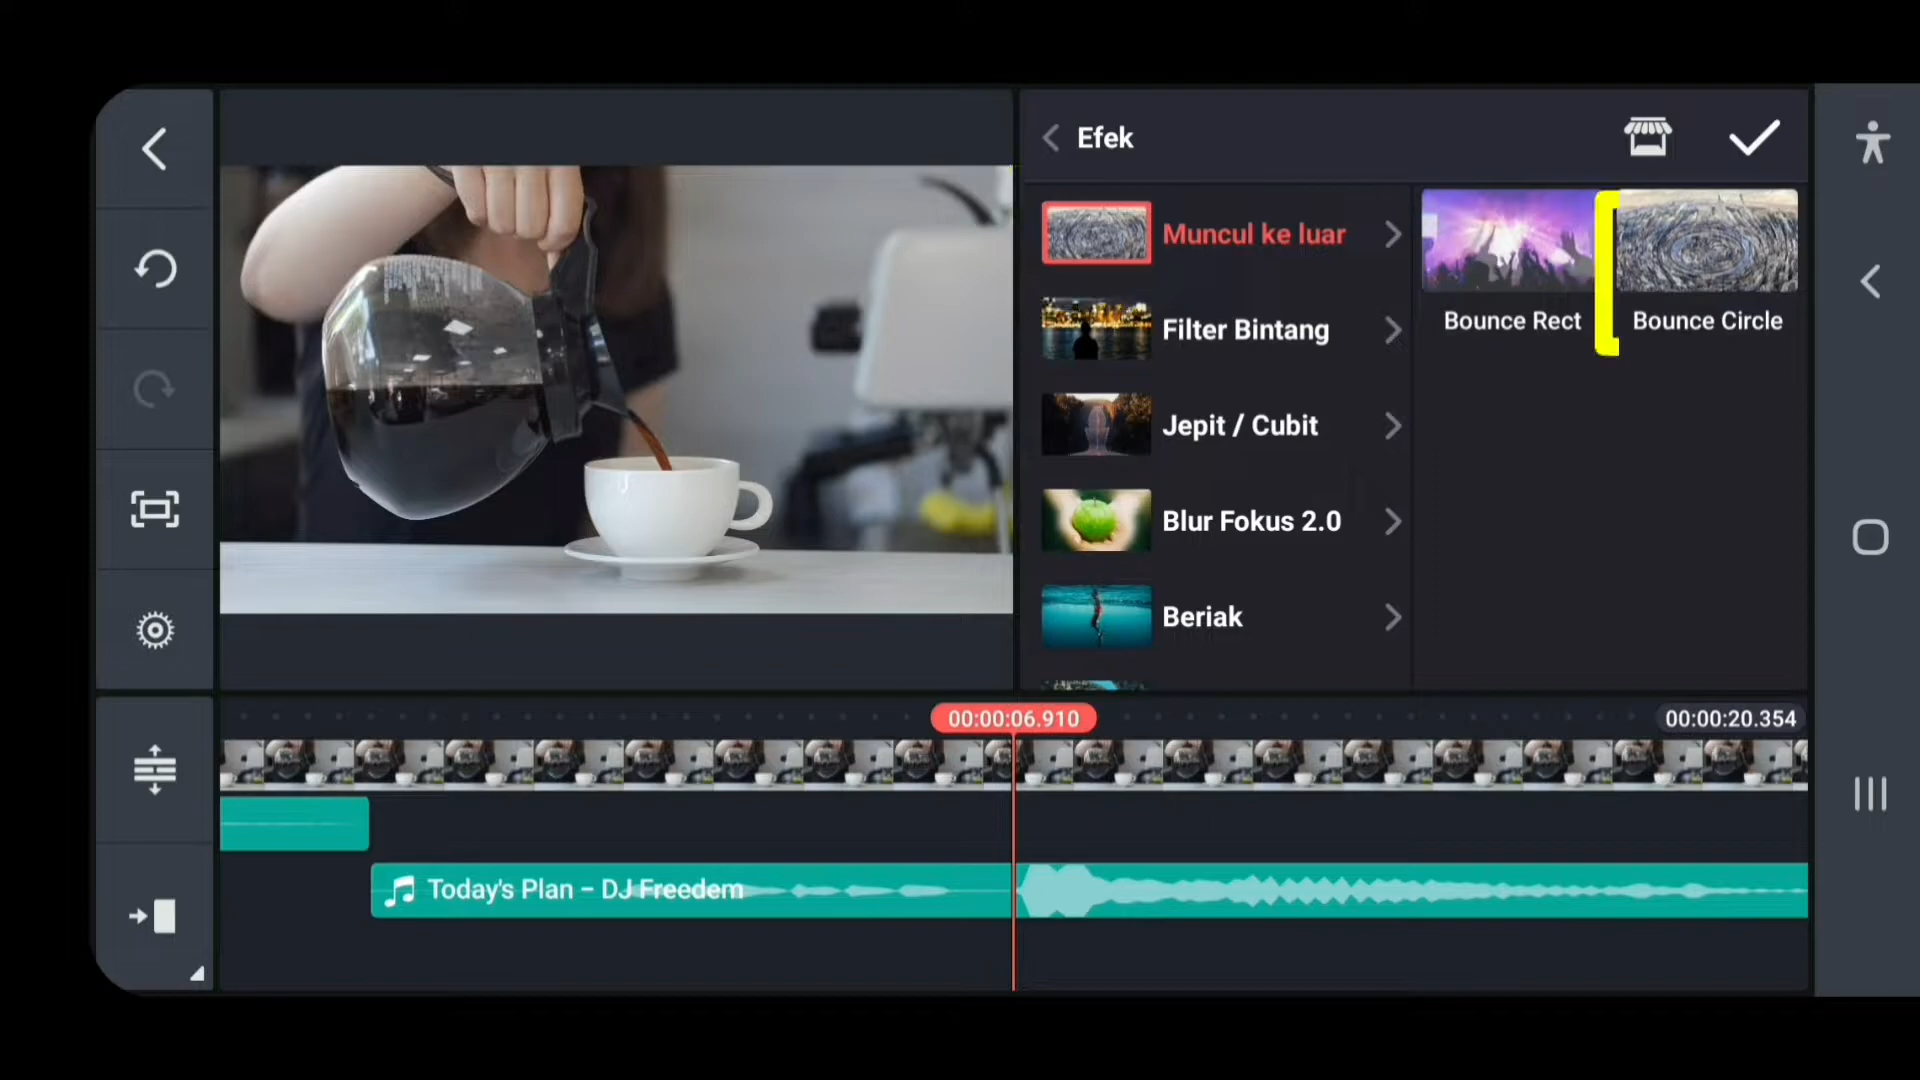 Efek
Muncul ke luar
Filter Bintang
Jepit / Cubit
Blur Fokus 2.0
Beriak
Bounce Rect
Bounce Circle
00:00:06.910
00:00:20.354
Today's Plan – DJ Freedem